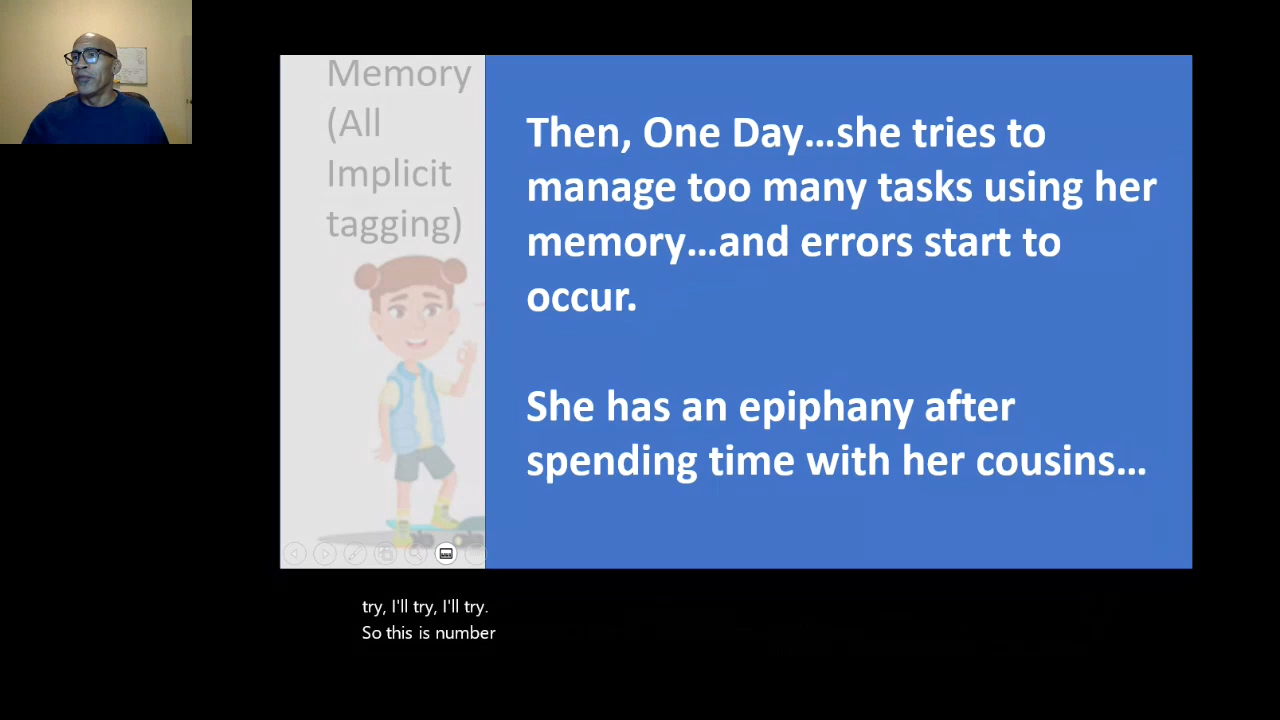 Memory
(All
Implicit
tagging)
Then, One Day…she tries to
manage too many tasks using her
memory…and errors start to
occur.
She has an epiphany after
spending time with her cousins…
try, I'll try, I'll try.
So this is number